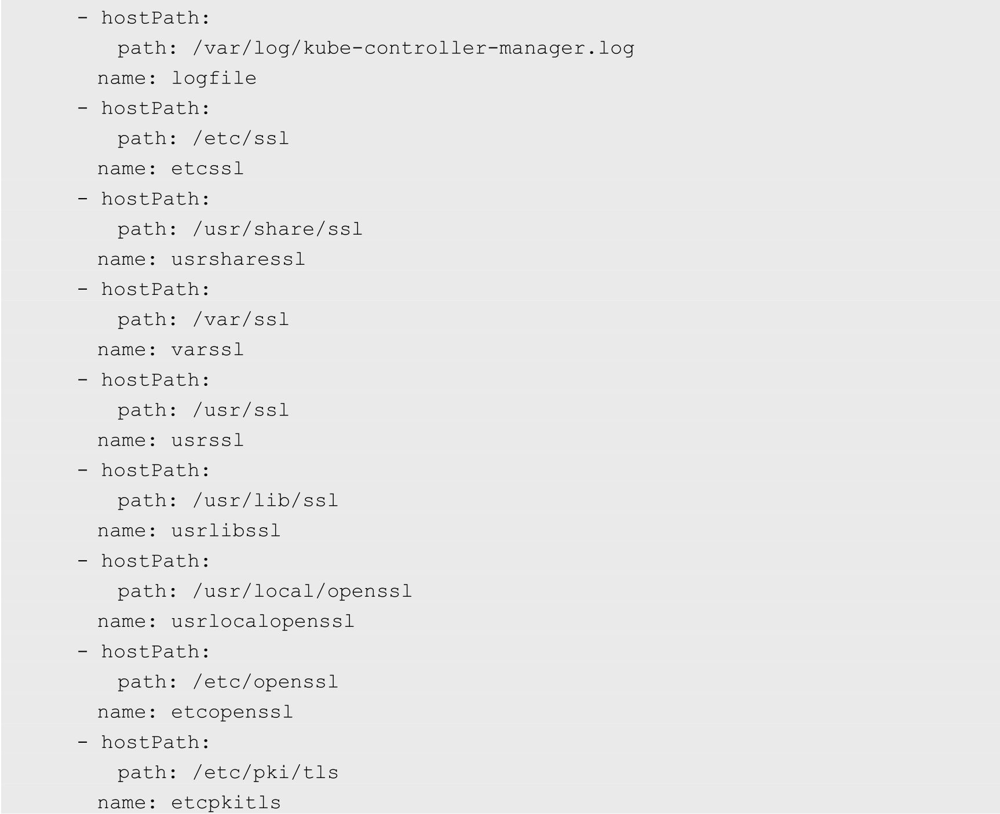 - hostPath:
    path: /var/log/kube-controller-manager.log
  name: logfile
- hostPath:
    path: /etc/ssl
  name: etcssl
- hostPath:
    path: /usr/share/ssl
  name: usrsharessl
- hostPath:
    path: /var/ssl
  name: varssl
- hostPath:
    path: /usr/ssl
  name: usrssl
- hostPath:
    path: /usr/lib/ssl
  name: usrlibssl
- hostPath:
    path: /usr/local/openssl
  name: usrlocalopenssl
- hostPath:
    path: /etc/openssl
  name: etcopenssl
- hostPath:
    path: /etc/pki/tls
  name: etcpkitls